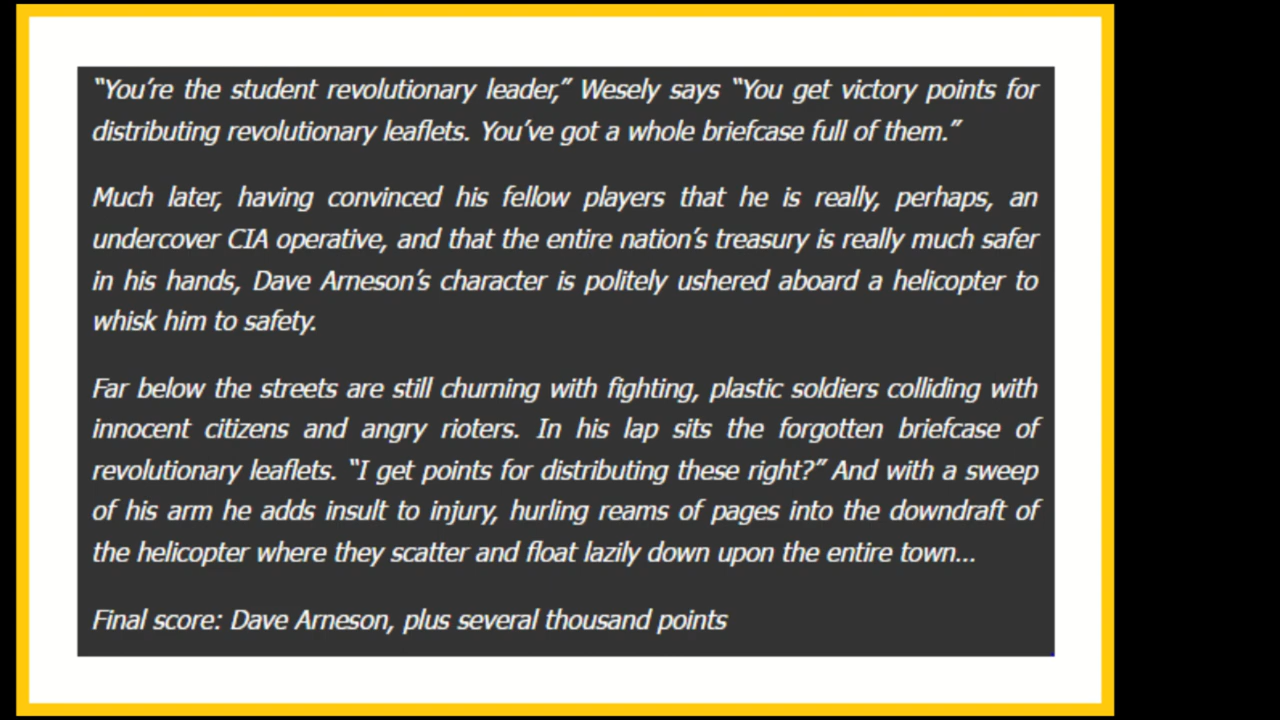 “You’re the student revolutionary leader,” Wesely says “You get victory points for
distributing revolutionary leaflets. You’ve got a whole briefcase full of them.”
Much later, having convinced his fellow players that he is really, perhaps, an
undercover CIA operative, and that the entire nation’s treasury is really much safer
in his hands, Dave Arneson’s character is politely ushered aboard a helicopter to
whisk him to safety.
Far below the streets are still churning with fighting, plastic soldiers colliding with
innocent citizens and angry rioters. In his lap sits the forgotten briefcase of
revolutionary leaflets. “I get points for distributing these right?” And with a sweep
of his arm he adds insult to injury, hurling reams of pages into the downdraft of
the helicopter where they scatter and float lazily down upon the entire town...
Final score: Dave Arneson, plus several thousand points